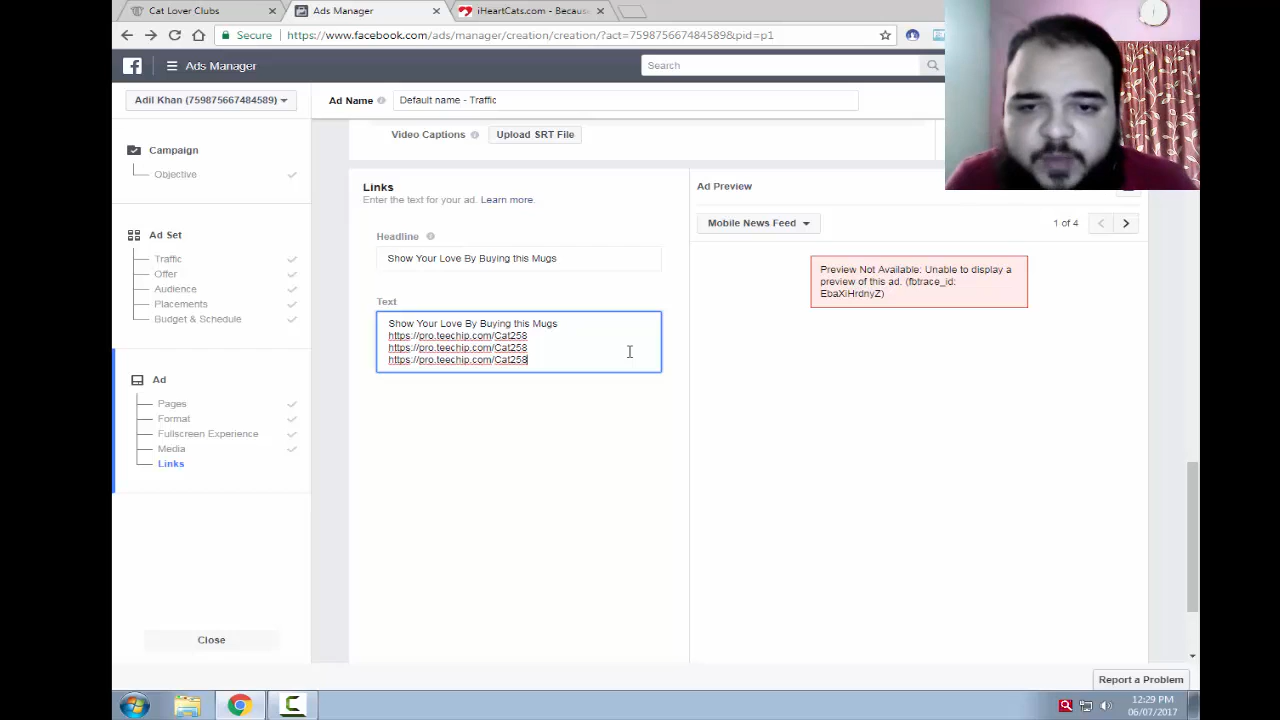 Cat Lover Clubs
Ads Manager
iHeartCats.com - Becaus
Secure
https://www.facebook.com/adsmanager/creation/creation/?act=759875667484589&pid=p1
Ads Manager
Search
Adil Khan (759875667484589)
Ad Name
Default name - Traffic
Campaign
Objective
Ad Set
Traffic
Offer
Audience
Placements
Budget & Schedule
Ad
Pages
Format
Fullscreen Experience
Media
Links
Close
Video Captions
Upload SRT File
Links
Enter the text for your ad. Learn more.
Headline
Show Your Love By Buying this Mugs
Text
Show Your Love By Buying this Mugs
https://pro.teechip.com/Cat258
https://pro.teechip.com/Cat258
https://pro.teechip.com/Cat258
Ad Preview
Mobile News Feed
1 of 4
Preview Not Available: Unable to display a
preview of this ad. (fbtrace_id:
EbaXiHrdnyZ)
Report a Problem
12:29 PM
06/07/2017